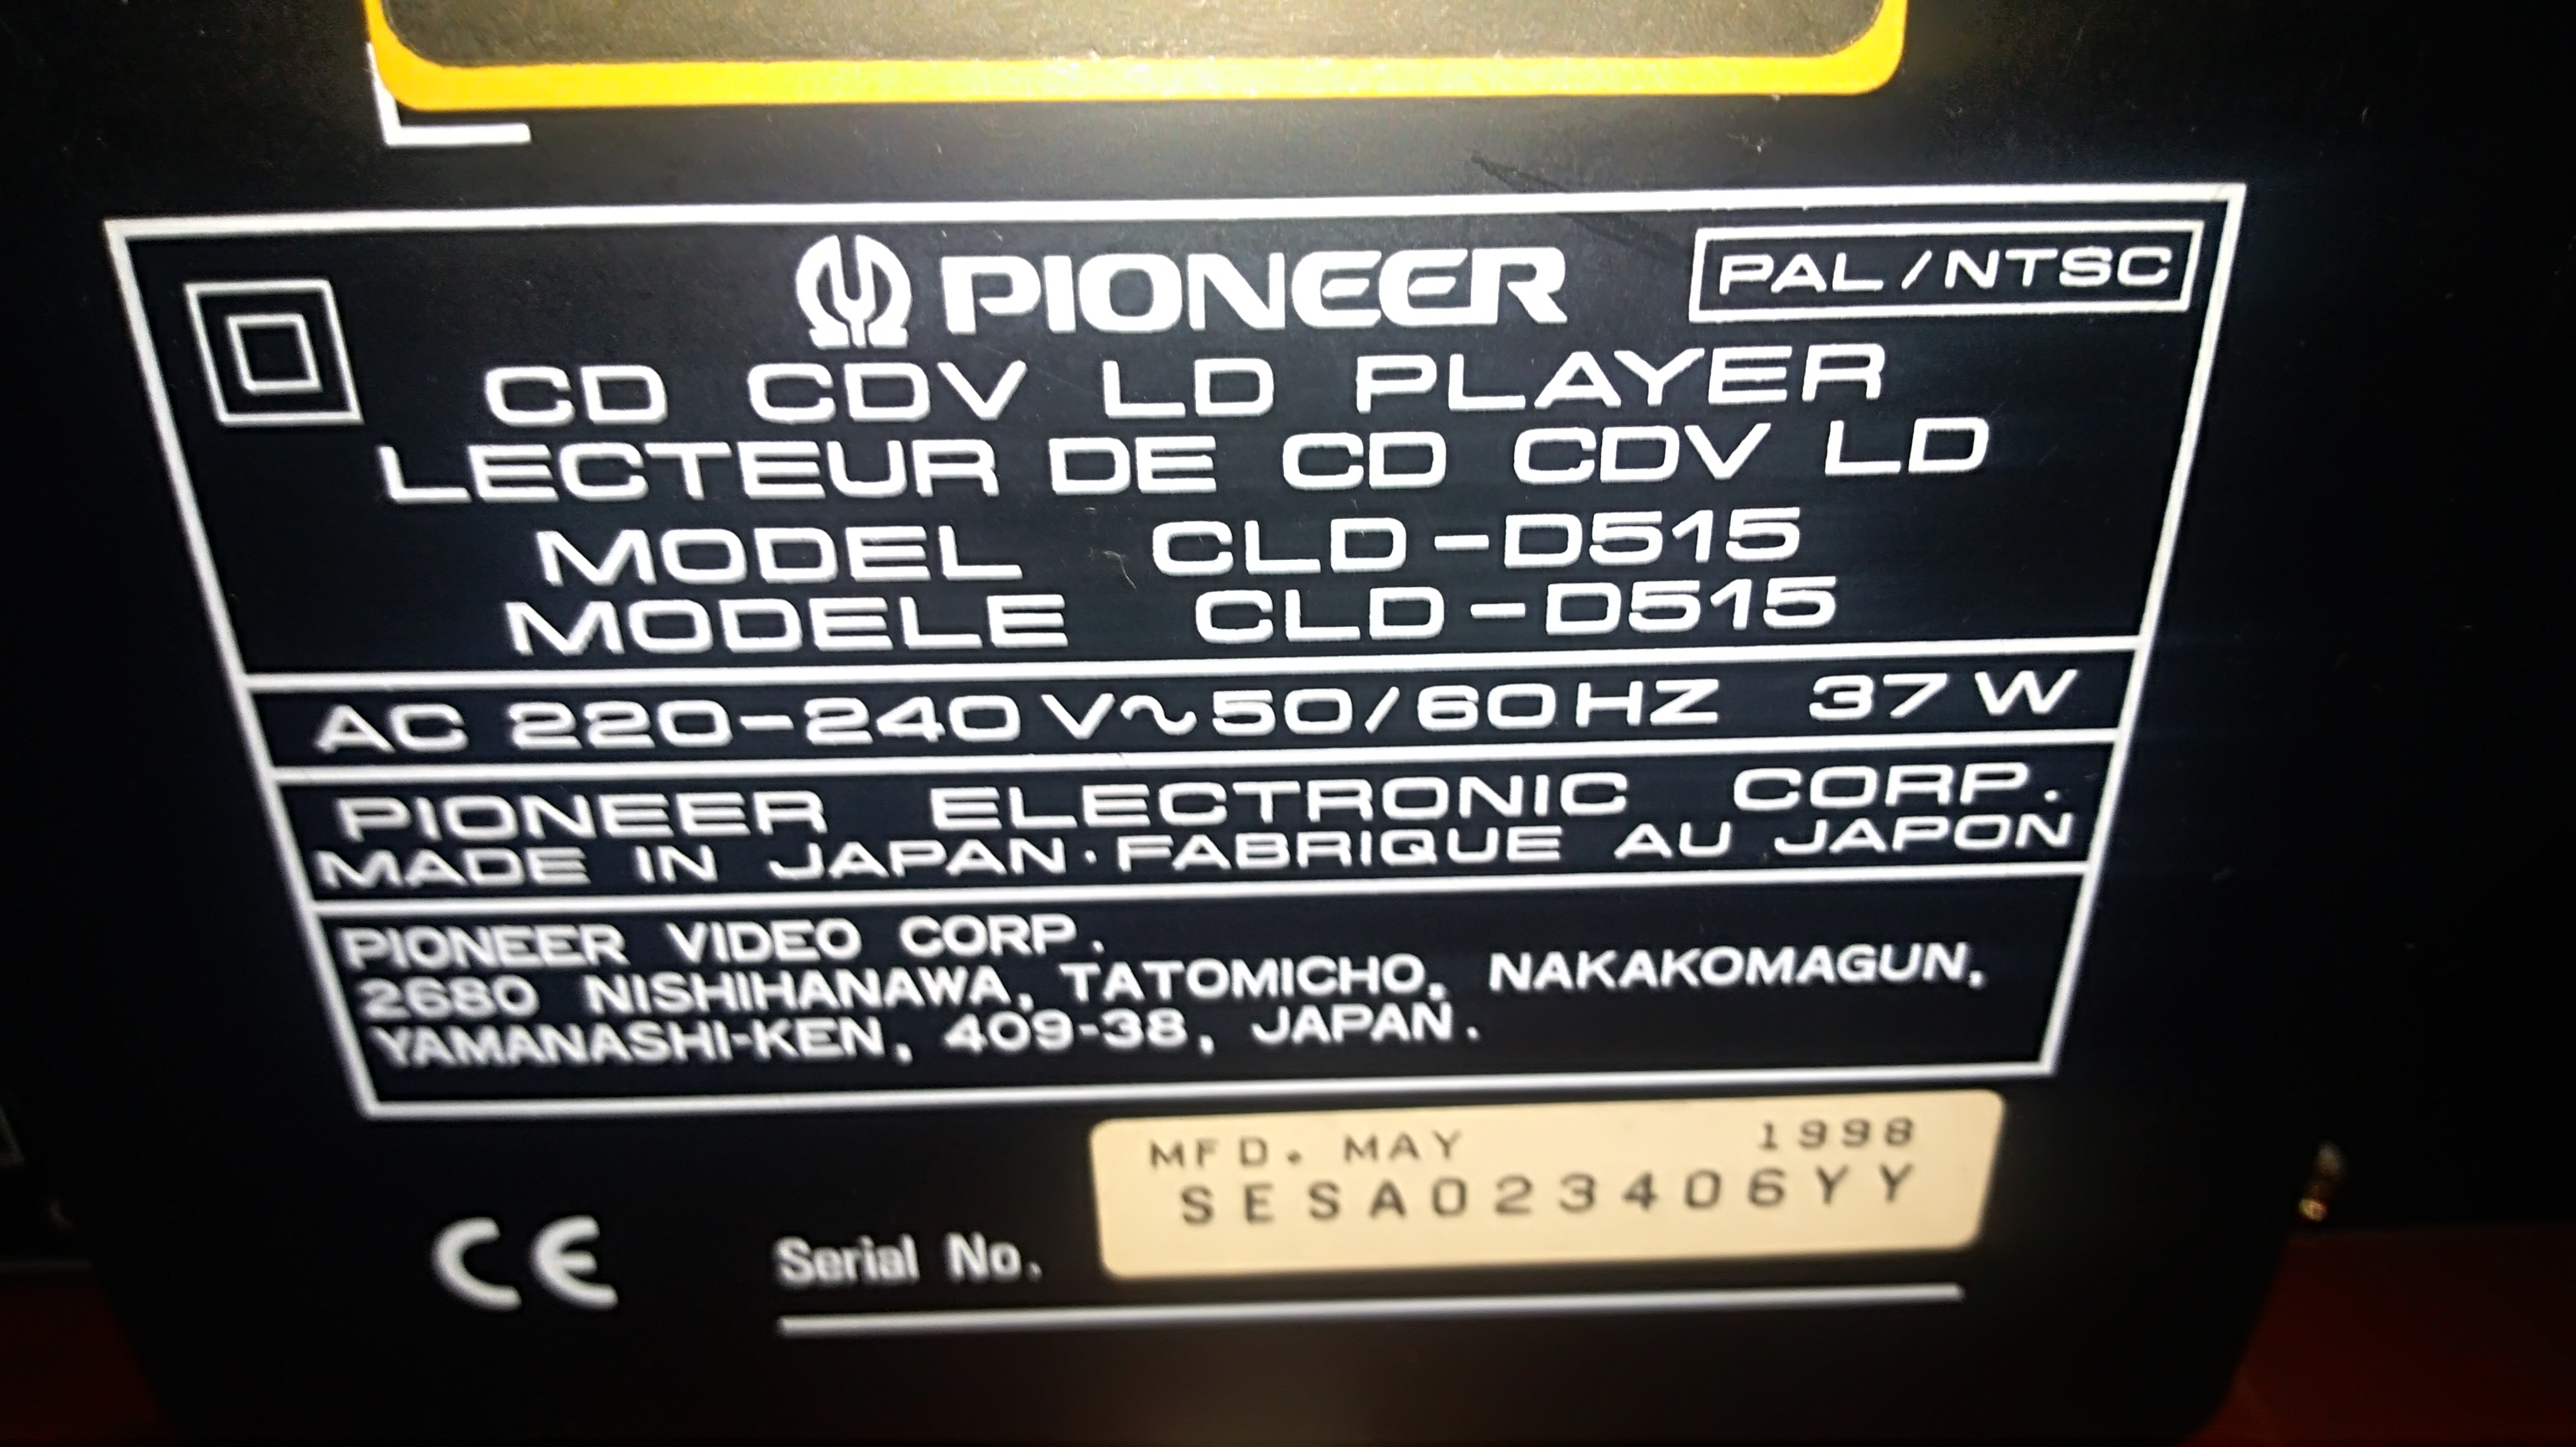 PIONEER PAL/NTSC
CD CDV LD PLAYER
LECTEUR DE CD CDV LD
MODEL CLD-D515
MODELE CLD-D515
AC 220-240 V~50/60HZ 37 W
PIONEER ELECTRONIC CORP.
MADE IN JAPAN·FABRIQUE AU JAPON
PIONEER VIDEO CORP.
2680 NISHIHANAWA, TATOMICHO, NAKAKOMAGUN,
YAMANASHI-KEN, 409-38, JAPAN.
MFD. MAY 1998
SESA023406YY
CE Serial No.